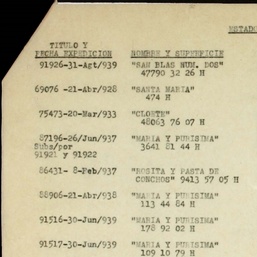 ESTADO
TITULO Y
FECHA EXPEDICION NOMBRE Y SUPERFICIE
91926-31-Agt/939 "SAN BLAS NUM. DOS"
47790 32 26 H
69076 -21-Abr/928 "SANTA MARIA"
474 H
75473-20-Mar/933 "CLOETE"
48063 76 07 H
87196-26/Jun/937 "MARIA Y PURISIMA"
Subs/por 3641 81 44 H
91921 y 91922
86431- 8-Feb/937 "ROSITA Y PASTA DE
CONCHOS" 9413 57 05 H
88906-21-Abr/938 "MARIA Y PURISIMA"
113 44 84 H
91516-30-Jun/939 "MARIA Y PURISIMA"
178 92 02 H
91517-30-Jun/939 "MARIA Y PURISIMA"
109 10 79 H